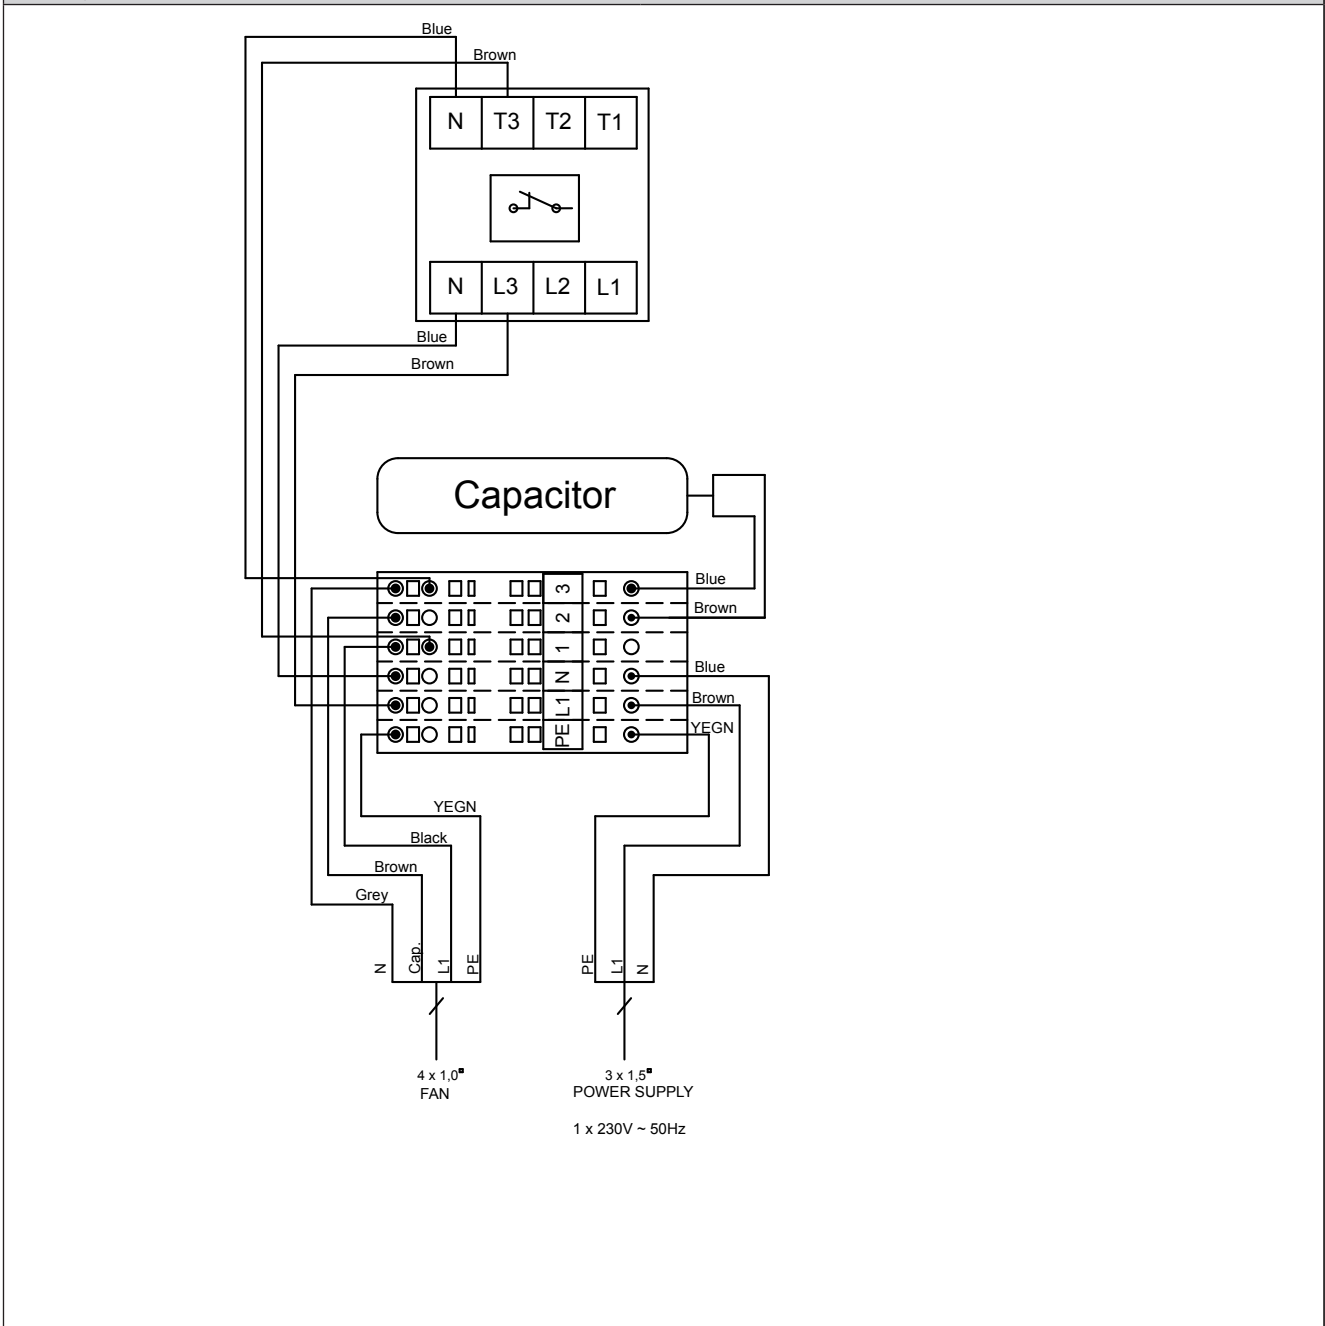 Blue
Brown
N T3 T2 T1
N L3 L2 L1
Blue
Brown
Capacitor
3 Blue
2 Brown
1
N Blue
L1 Brown
PE YEGN
YEGN
Black
Brown
Grey
N Cap. L1 PE
PE L1 N
4 x 1,0
FAN
3 x 1,5
POWER SUPPLY
1 x 230V ~ 50Hz